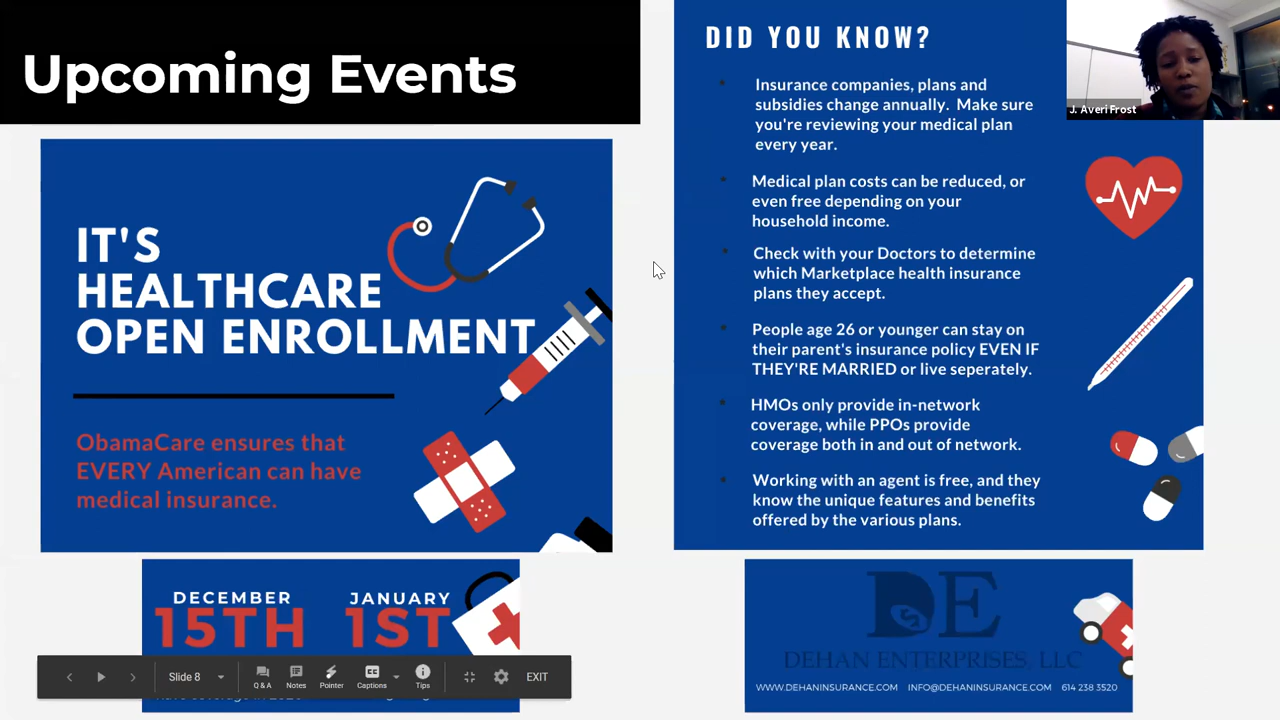 Upcoming Events
IT'S
HEALTHCARE
OPEN ENROLLMENT
ObamaCare ensures that
EVERY American can have
medical insurance.
DECEMBER
15TH
JANUARY
1ST
DID YOU KNOW?
Insurance companies, plans and
subsidies change annually. Make sure
you're reviewing your medical plan
every year.
Medical plan costs can be reduced, or
even free depending on your
household income.
Check with your Doctors to determine
which Marketplace health insurance
plans they accept.
People age 26 or younger can stay on
their parent's insurance policy EVEN IF
THEY'RE MARRIED or live seperately.
HMOs only provide in-network
coverage, while PPOs provide
coverage both in and out of network.
Working with an agent is free, and they
know the unique features and benefits
offered by the various plans.
DE
DEHAN ENTERPRISES, LLC
WWW.DEHANINSURANCE.COM INFO@DEHANINSURANCE.COM 614 238 3520
J. Averi Frost
Slide 8
Q & A
Notes
Pointer
CC
Captions
Tips
EXIT